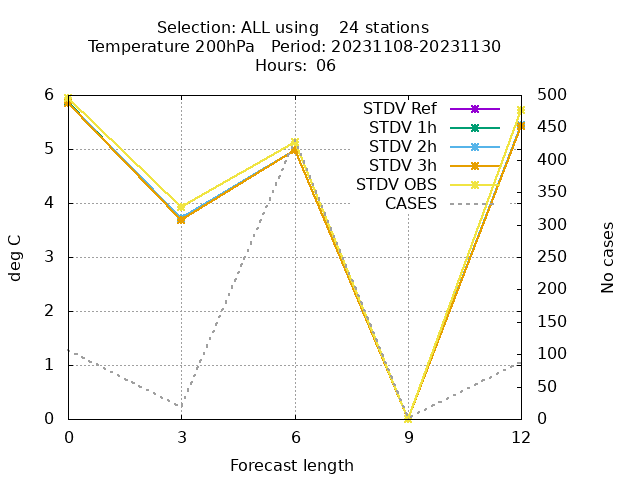 Selection: ALL using    24 stations
Temperature 200hPa   Period: 20231108-20231130
Hours:  06
STDV Ref
STDV 1h
STDV 2h
STDV 3h
STDV OBS
CASES
deg C
0
1
2
3
4
5
6
No cases
0
50
100
150
200
250
300
350
400
450
500
0 3 6 9 12
Forecast length